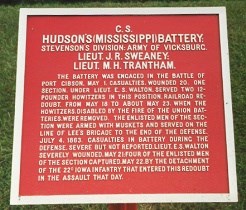 C. S.
HUDSON'S (MISSISSIPPI) BATTERY.
STEVENSON'S DIVISION: ARMY OF VICKSBURG.
LIEUT. J. R. SWEANEY:
LIEUT. M. H. TRANTHAM.
THE BATTERY WAS ENGAGED IN THE BATTLE OF
PORT GIBSON, MAY 1. CASUALTIES, WOUNDED, 20. ONE
SECTION, UNDER LIEUT. E. S. WALTON, SERVED TWO 12-
POUNDER HOWITZERS IN THIS POSITION, RAILROAD RE-
DOUBT, FROM MAY 18 TO ABOUT MAY 23, WHEN THE
HOWITZERS, DISABLED BY THE FIRE OF THE UNION BAT-
TERIES, WERE REMOVED. THE ENLISTED MEN OF THE SEC-
TION WERE ARMED WITH MUSKETS AND SERVED ON THE
LINE OF LEE'S BRIGADE TO THE END OF THE DEFENSE,
JULY 4, 1863. CASUALTIES IN BATTERY DURING THE
DEFENSE, SEVERE BUT NOT REPORTED, LIEUT. E. S. WALTON
SEVERELY WOUNDED, MAY 21; FOUR OF THE ENLISTED MEN
OF THE SECTION CAPTURED, MAY 22, BY THE DETACHMENT
OF THE 22D IOWA INFANTRY THAT ENTERED THIS REDOUBT
IN THE ASSAULT THAT DAY.